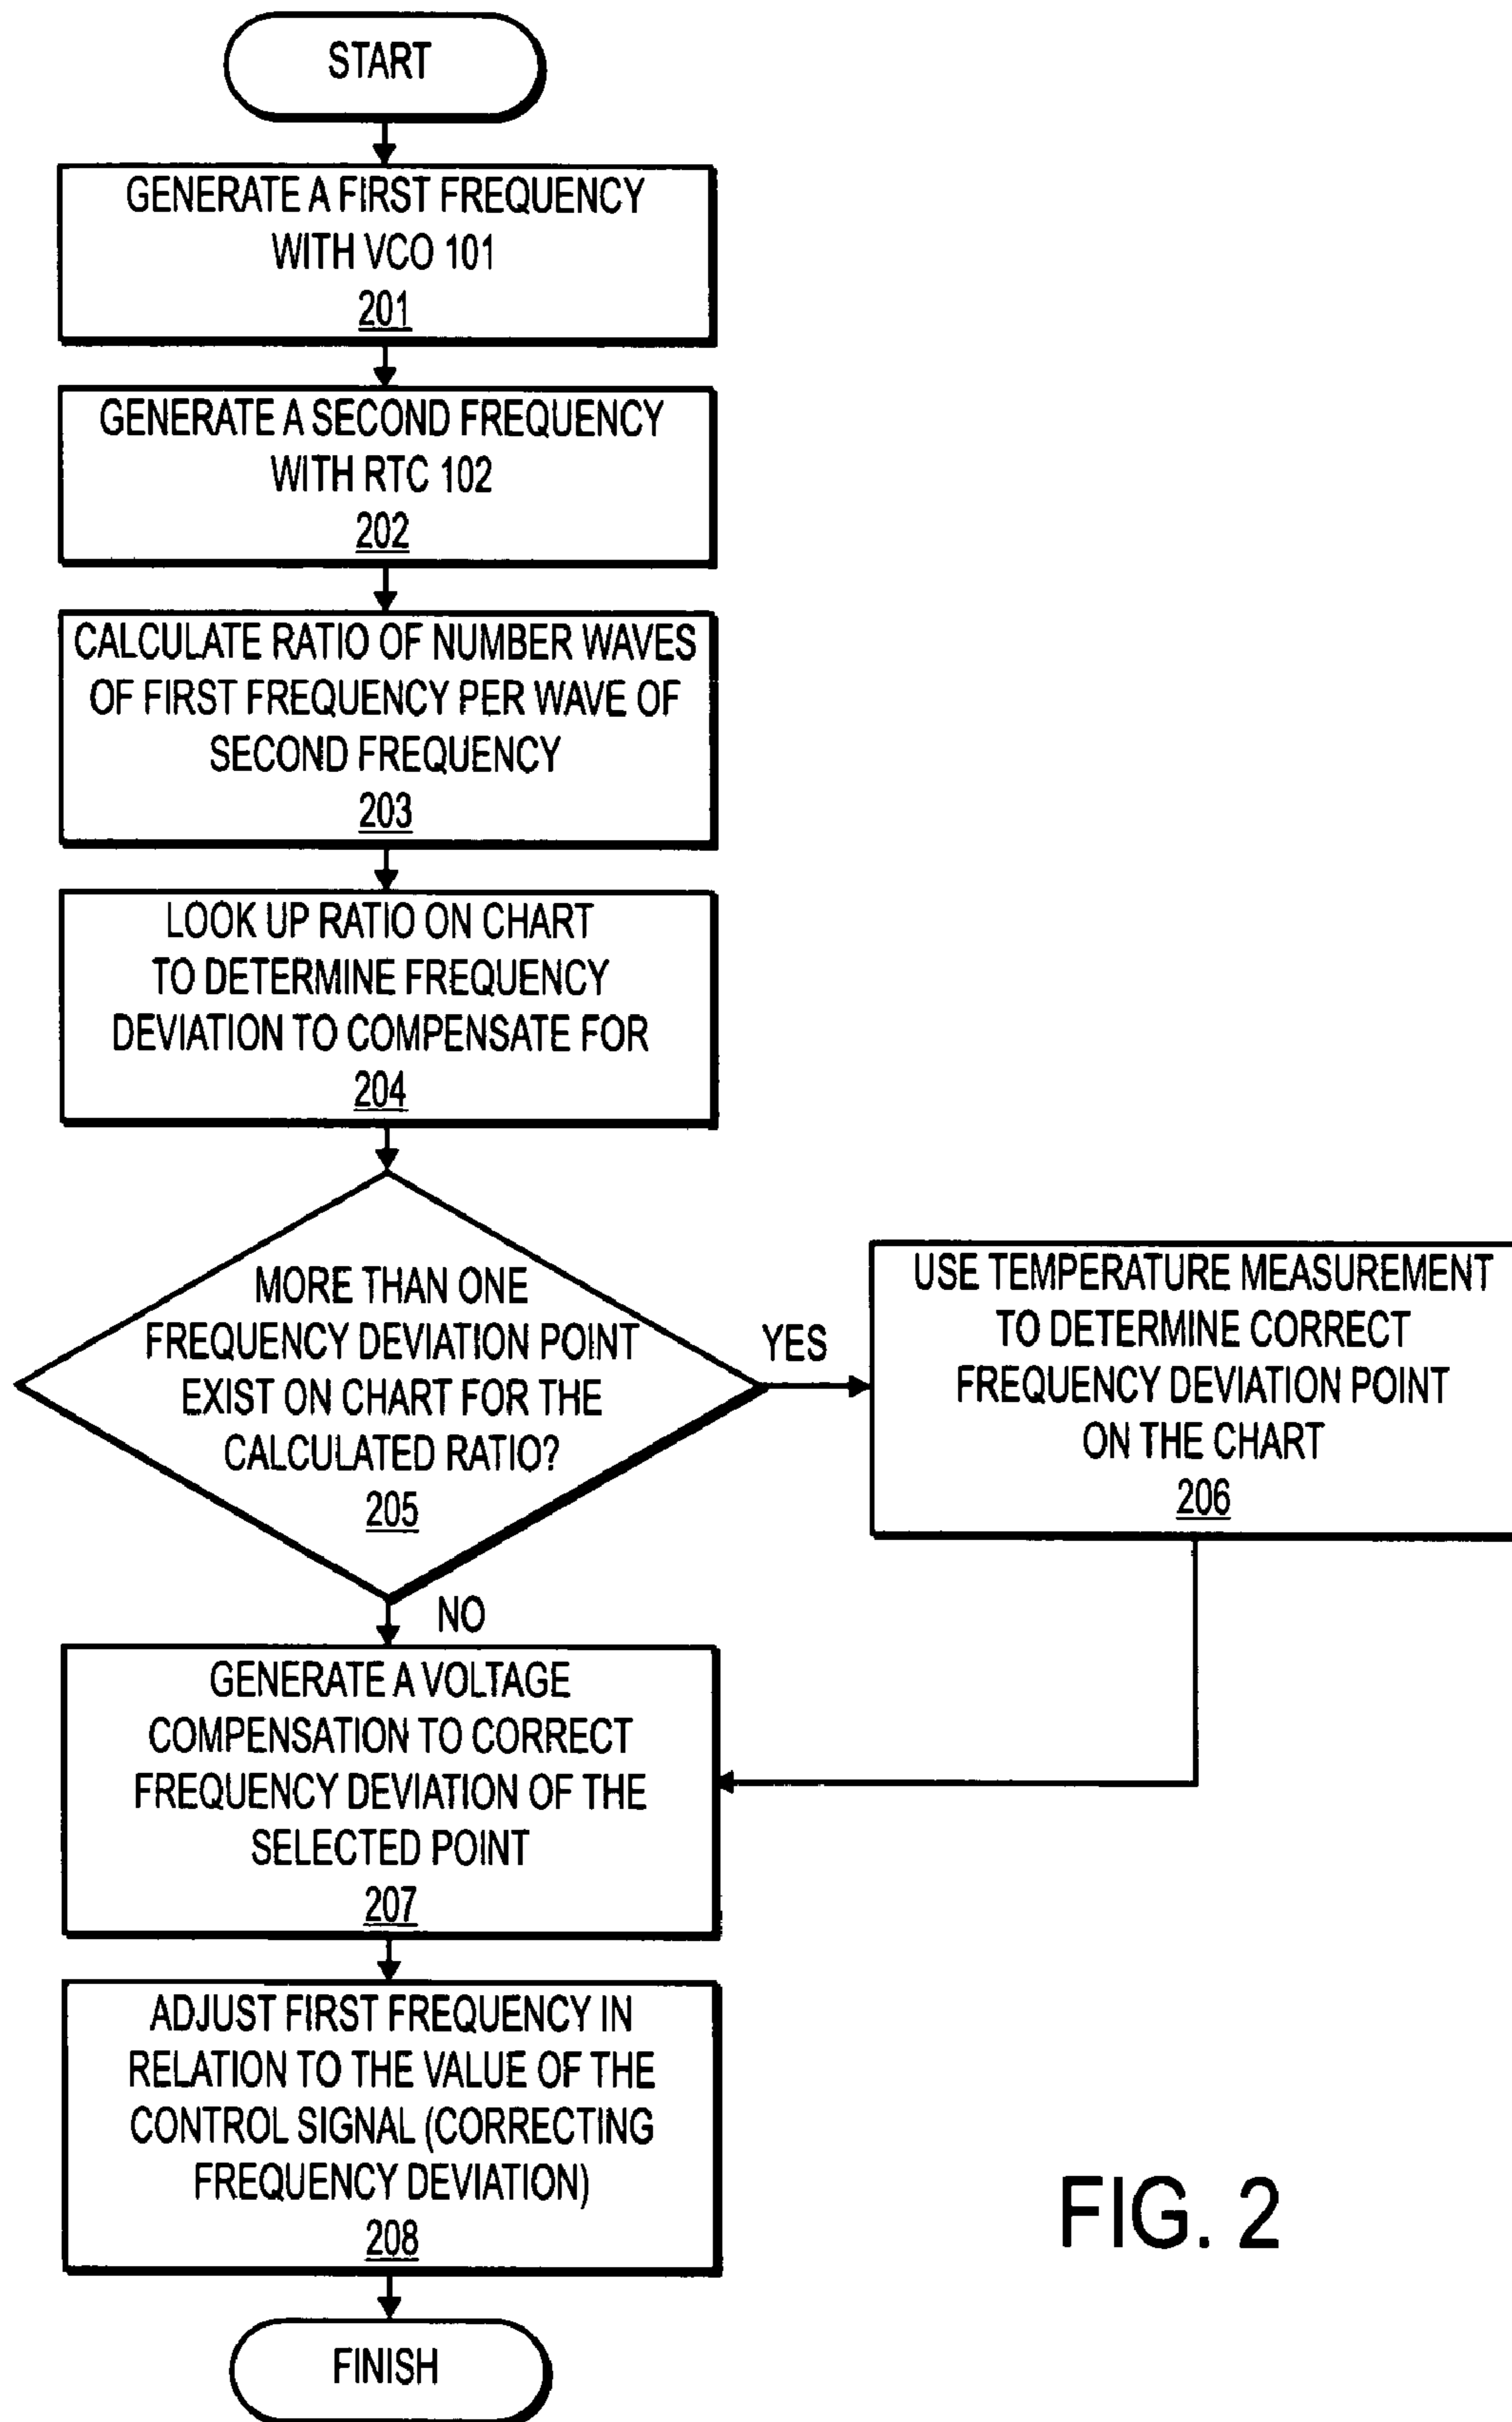 START
GENERATE A FIRST FREQUENCY
WITH VCO 101
201
GENERATE A SECOND FREQUENCY
WITH RTC 102
202
CALCULATE RATIO OF NUMBER WAVES
OF FIRST FREQUENCY PER WAVE OF
SECOND FREQUENCY
203
LOOK UP RATIO ON CHART
TO DETERMINE FREQUENCY
DEVIATION TO COMPENSATE FOR
204
MORE THAN ONE
FREQUENCY DEVIATION POINT
EXIST ON CHART FOR THE
CALCULATED RATIO?
205
YES
USE TEMPERATURE MEASUREMENT
TO DETERMINE CORRECT
FREQUENCY DEVIATION POINT
ON THE CHART
206
NO
GENERATE A VOLTAGE
COMPENSATION TO CORRECT
FREQUENCY DEVIATION OF THE
SELECTED POINT
207
ADJUST FIRST FREQUENCY IN
RELATION TO THE VALUE OF THE
CONTROL SIGNAL (CORRECTING
FREQUENCY DEVIATION)
208
FINISH
FIG. 2